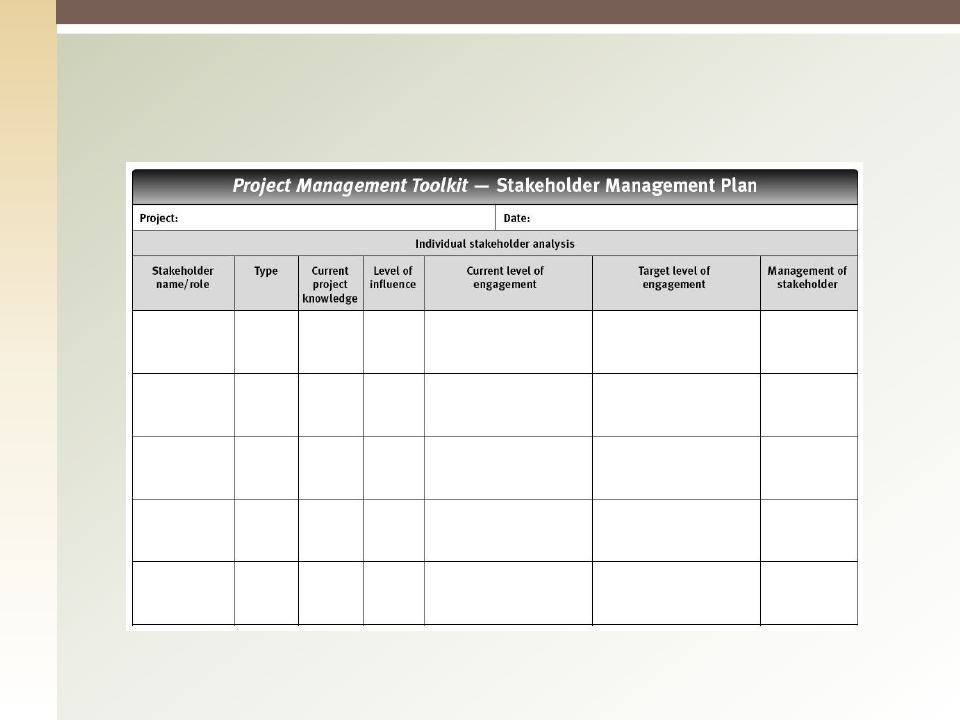 Project Management Toolkit — Stakeholder Management Plan
Project: Date:
Individual stakeholder analysis
Stakeholder name/role
Type
Current project knowledge
Level of influence
Current level of engagement
Target level of engagement
Management of stakeholder